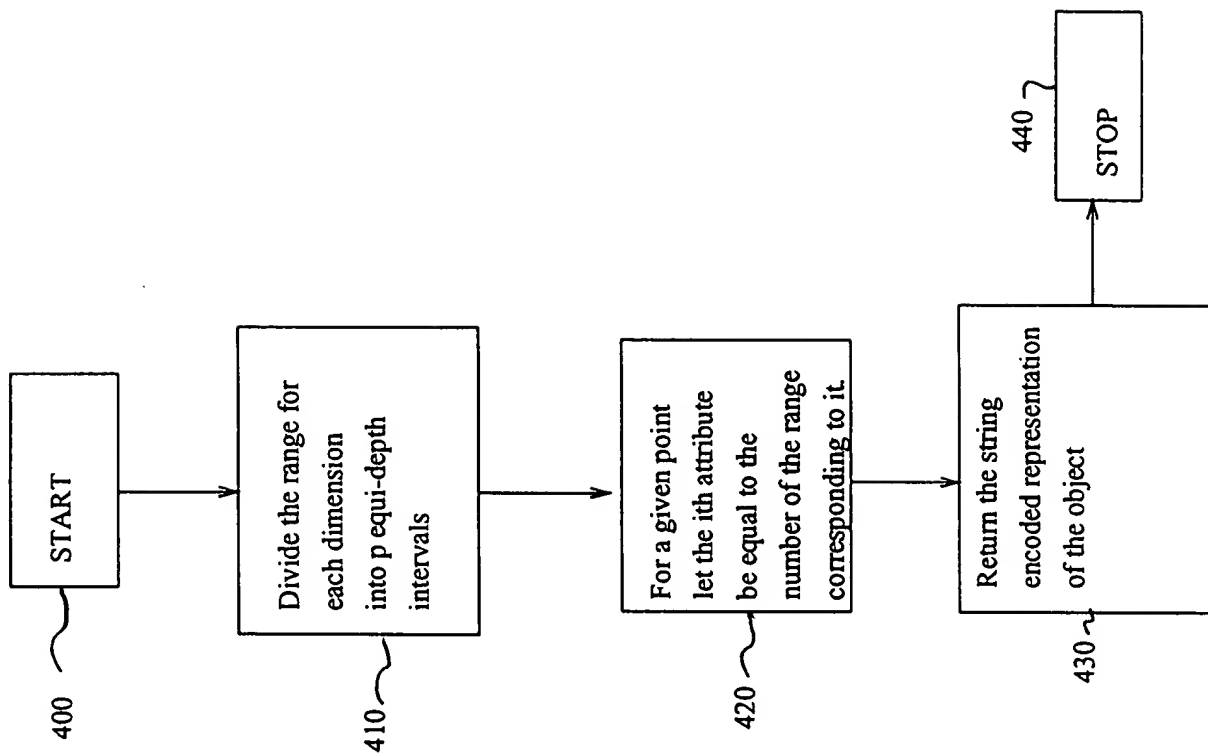 START
400
Divide the range for
each dimension
into p equi-depth
intervals
410
For a given point
let the ith attribute
be equal to the
number of the range
corresponding to it.
420
Return the string
encoded representation
of the object
430
STOP
440